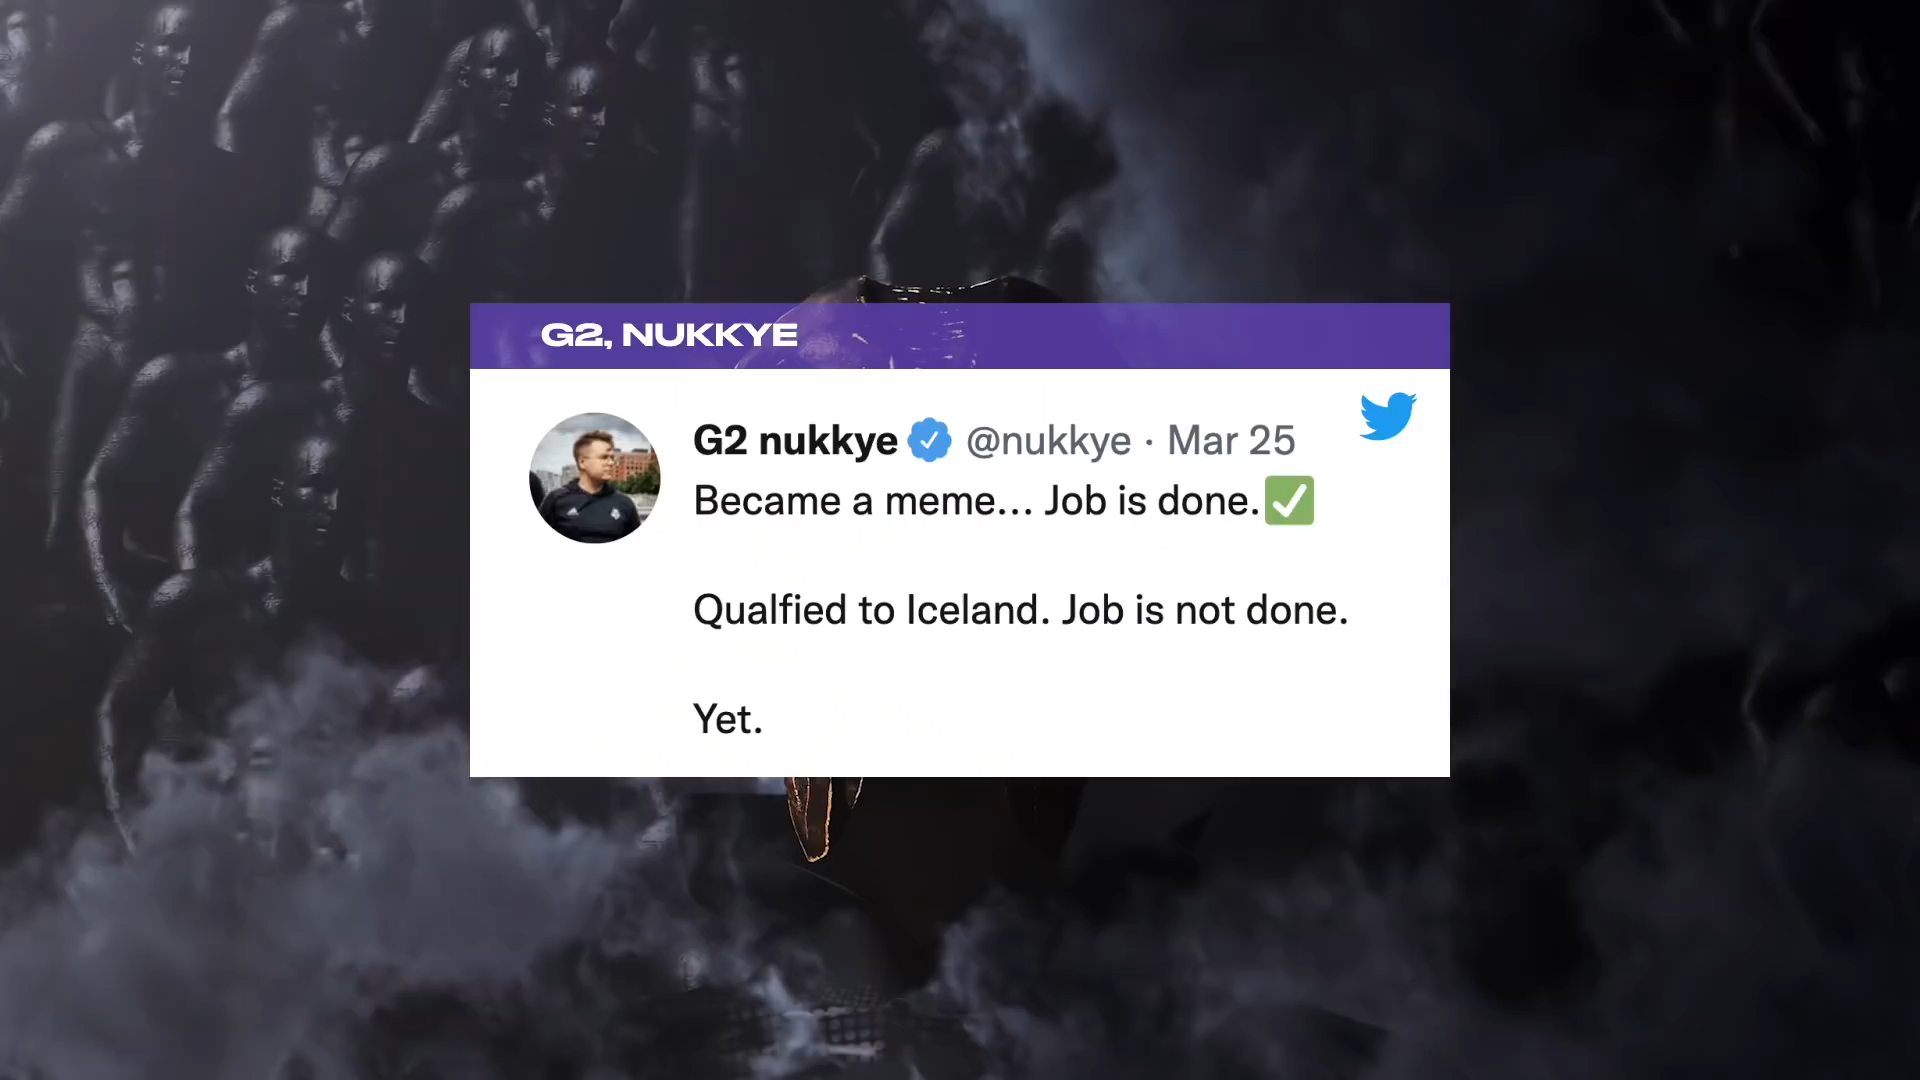 G2, NUKKYE
G2 nukkye @nukkye · Mar 25
Became a meme... Job is done.✅
Qualfied to Iceland. Job is not done.
Yet.